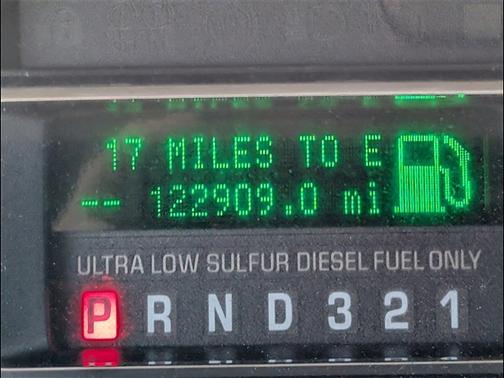 17 MILES TO E
-- 122909.0 mi
ULTRA LOW SULFUR DIESEL FUEL ONLY
P R N D 3 2 1